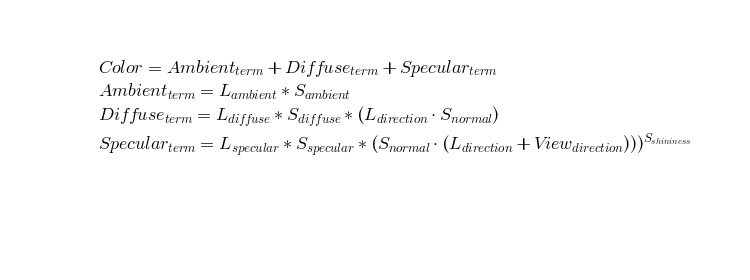 Color = Ambient_{term} + Diffuse_{term} + Specular_{term}
Ambient_{term} = L_{ambient} * S_{ambient}
Diffuse_{term} = L_{diffuse} * S_{diffuse} * (L_{direction} · S_{normal})
Specular_{term} = L_{specular} * S_{specular} * (S_{normal} · (L_{direction} + View_{direction})))^{S_{shininess}}